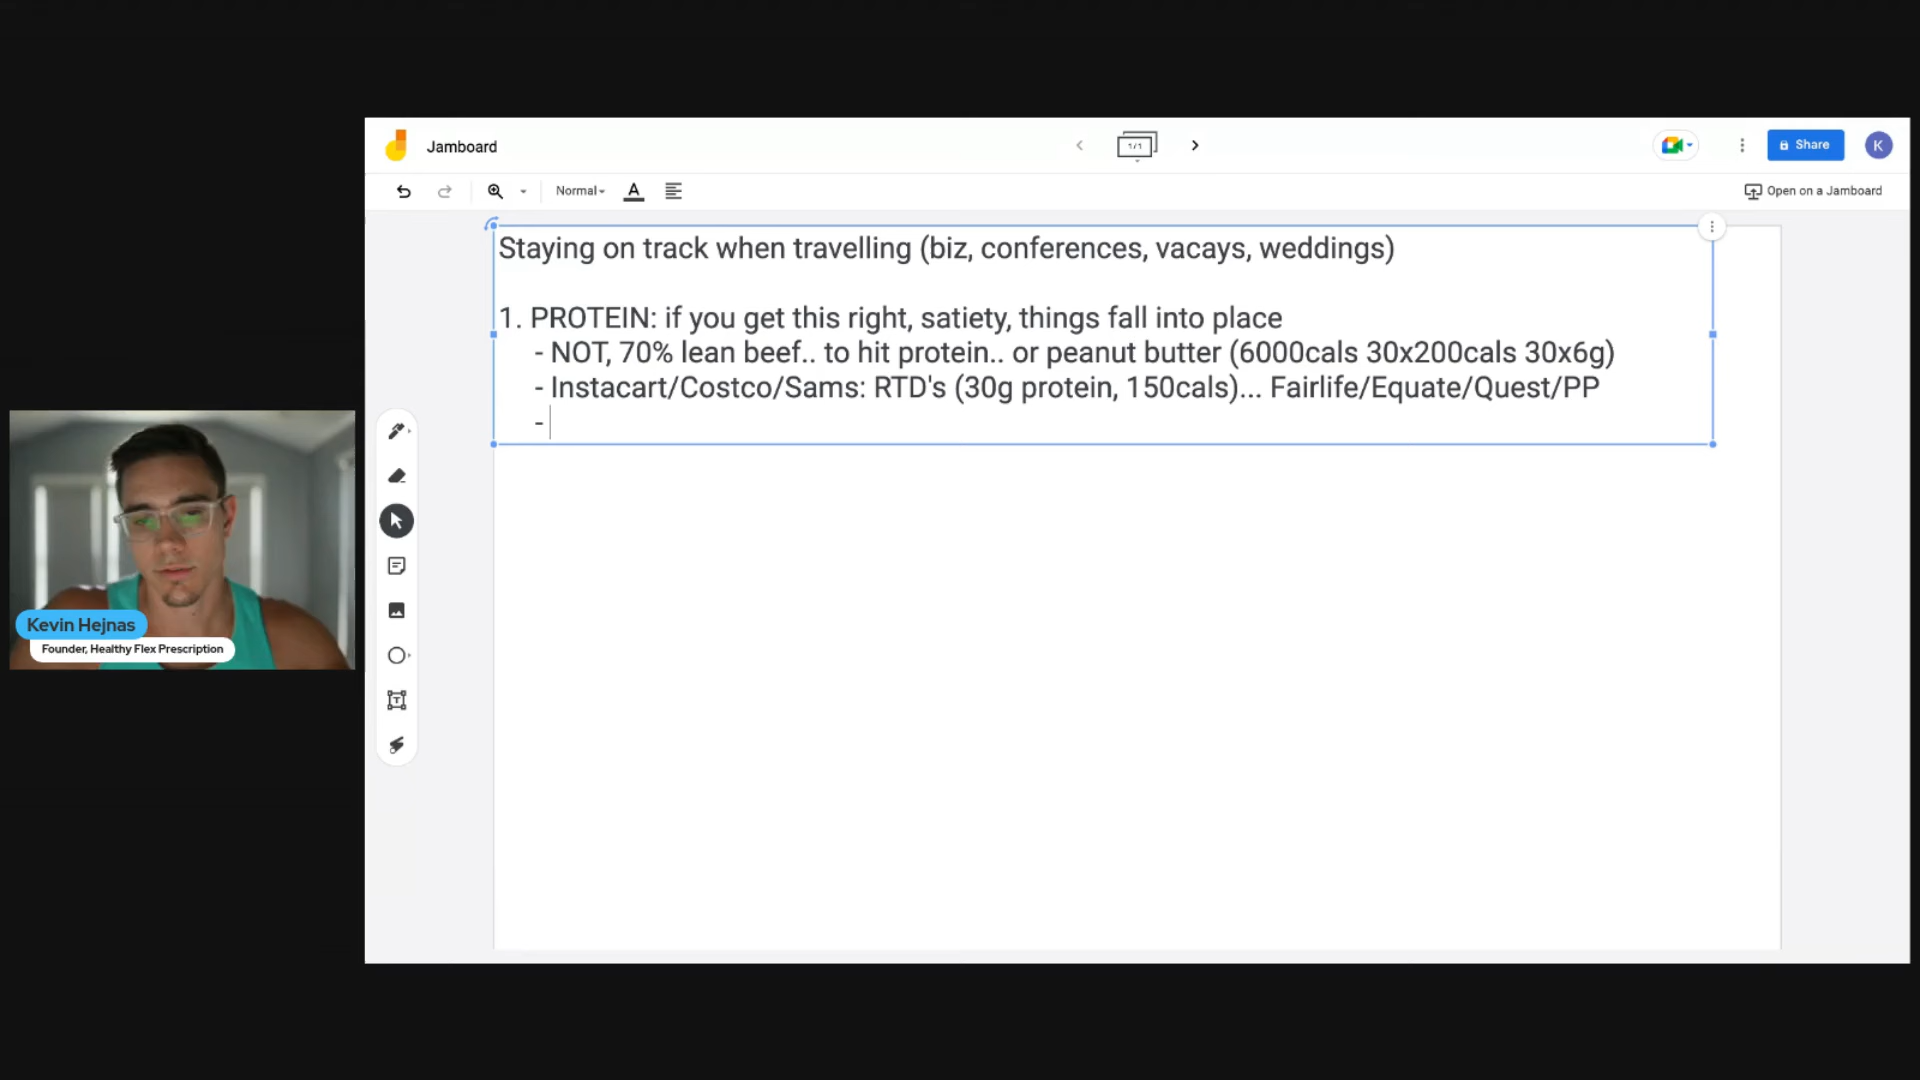 Jamboard
1/1
Share
K
Normal
A
Open on a Jamboard
Staying on track when travelling (biz, conferences, vacays, weddings)
1. PROTEIN: if you get this right, satiety, things fall into place
- NOT, 70% lean beef.. to hit protein.. or peanut butter (6000cals 30x200cals 30x6g)
- Instacart/Costco/Sams: RTD's (30g protein, 150cals)... Fairlife/Equate/Quest/PP
-
Kevin Hejnas
Founder, Healthy Flex Prescription